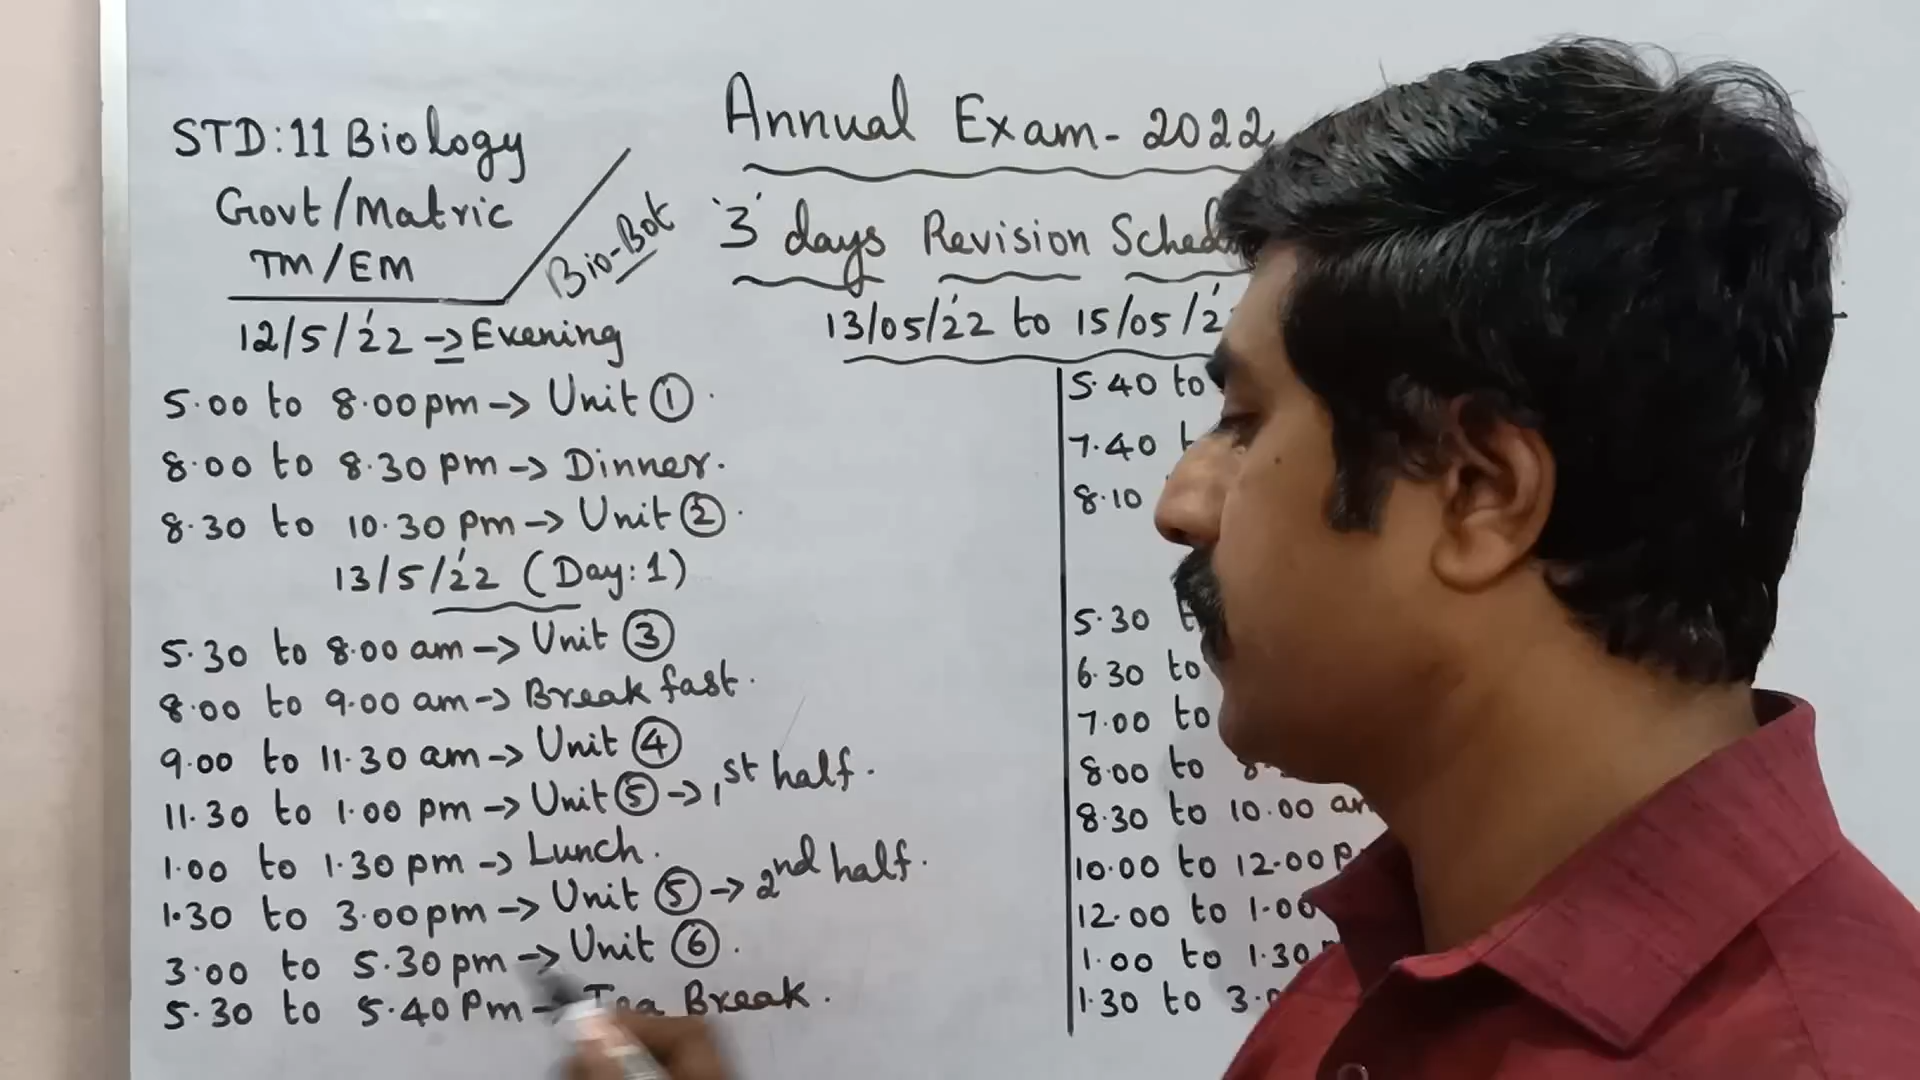 STD:11 Biology
Govt/Matric
TM/EM
Bio-Bot
Annual Exam-2022
'3' days Revision
13/05/'22 to 15/05/
12/5/'22 -> Evening
5.00 to 8.00 pm -> Unit ①.
8.00 to 8.30 pm -> Dinner.
8.30 to 10.30 pm -> Unit ②.
13/5/'22 (Day:1)
5.30 to 8.00 am -> Unit ③
8.00 to 9.00 am -> Break fast.
9.00 to 11.30 am -> Unit ④
11.30 to 1.00 pm -> Unit ⑤ -> 1st half.
1.00 to 1.30 pm -> Lunch.
1.30 to 3.00 pm -> Unit ⑤ -> 2nd half.
3.00 to 5.30 pm -> Unit ⑥.
5.30 to 5.40 Pm -> Tea Break.
5.40 to
7.40
8.10
5.30
6.30 to
7.00 to
8.00 to
8.30 to 10.00
10.00 to 12.00
12.00 to 1.00
1.00 to 1.30
1.30 to